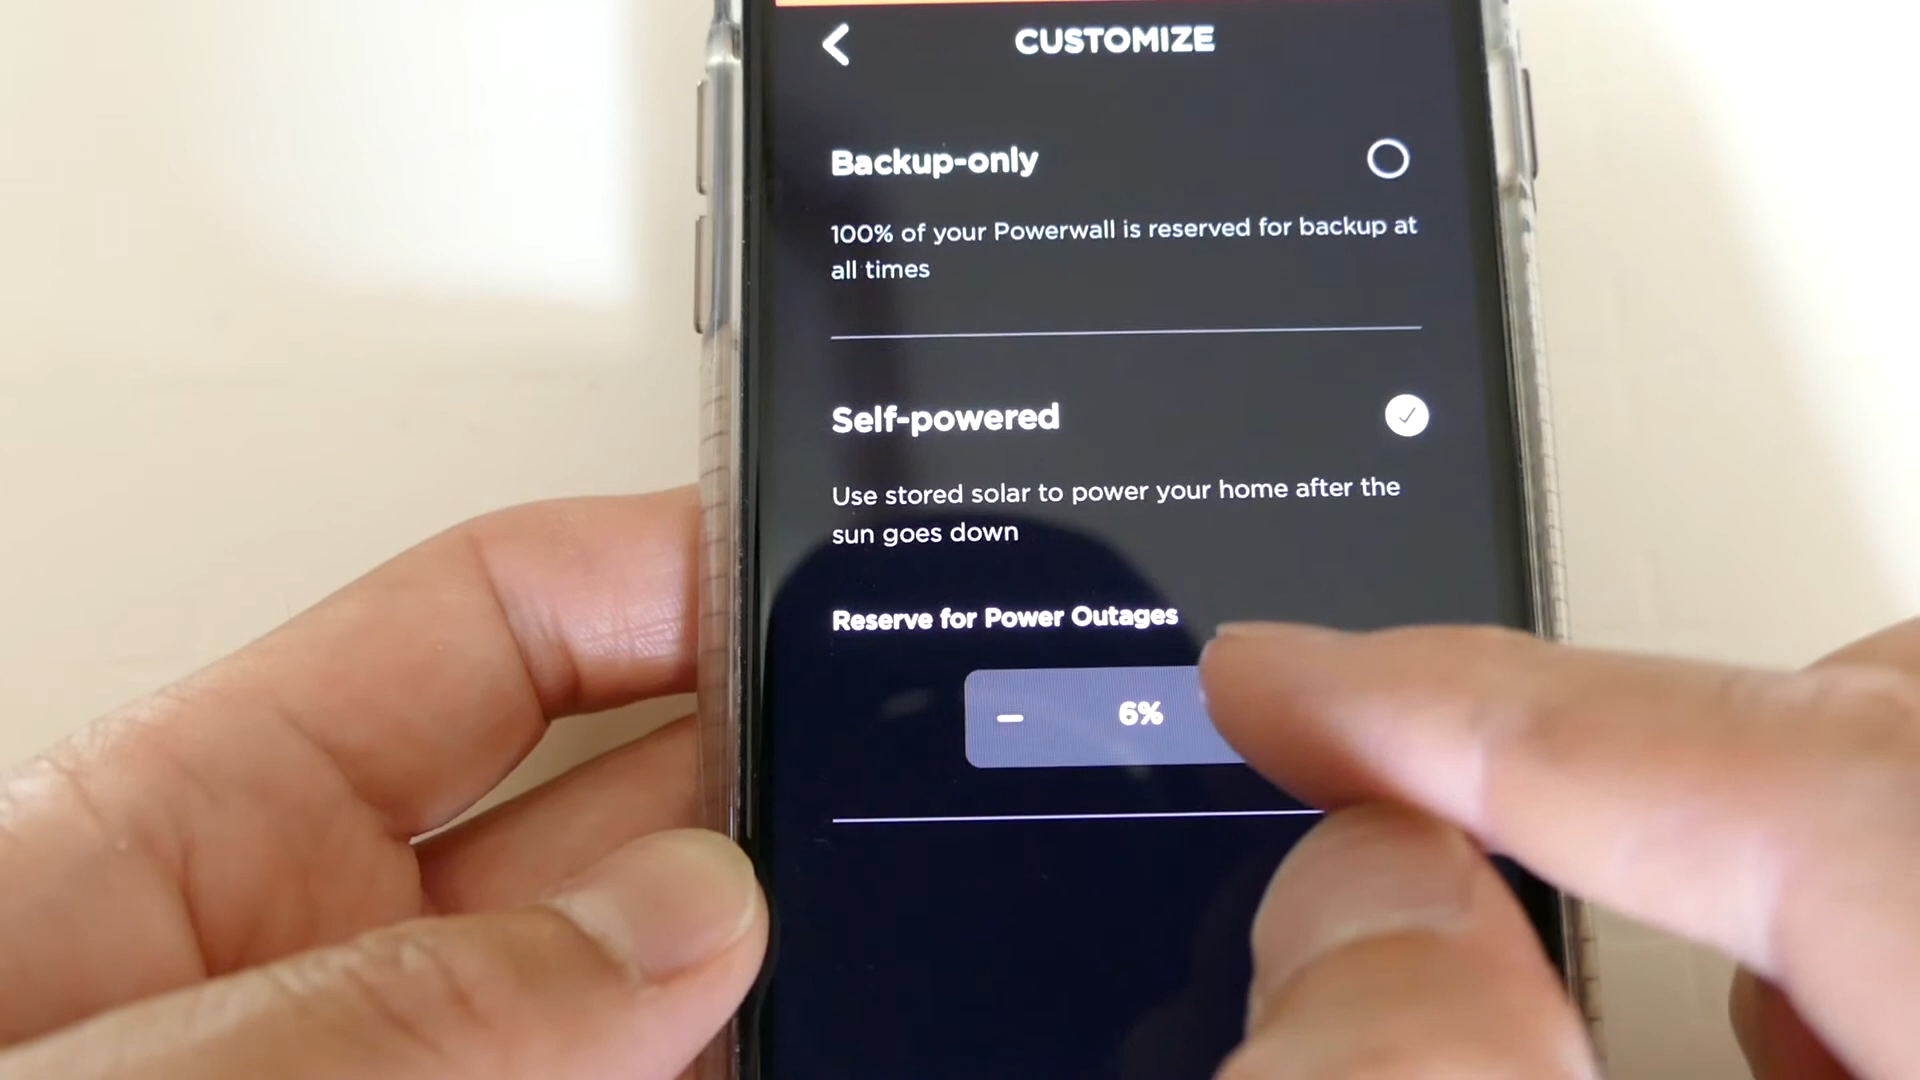 CUSTOMIZE
Backup-only
100% of your Powerwall is reserved for backup at
all times
Self-powered
Use stored solar to power your home after the
sun goes down
Reserve for Power Outages
– 6%